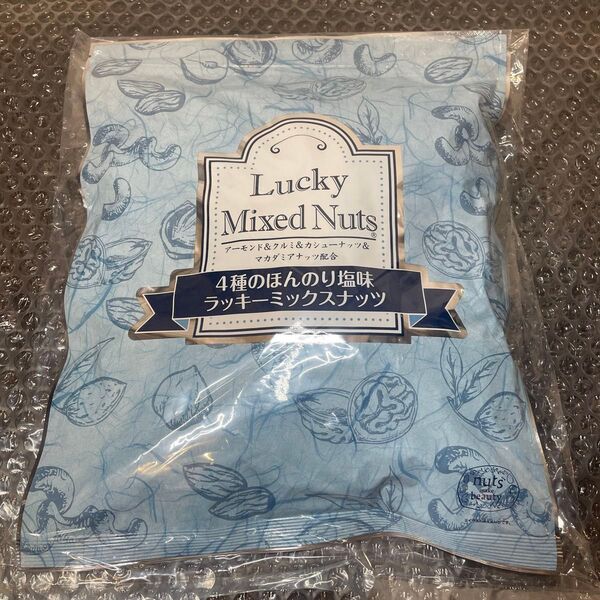 Lucky
Mixed Nuts®
アーモンド&クルミ&カシューナッツ&
マカダミアナッツ配合
4種のほんのり塩味
ラッキーミックスナッツ
nuts
beauty